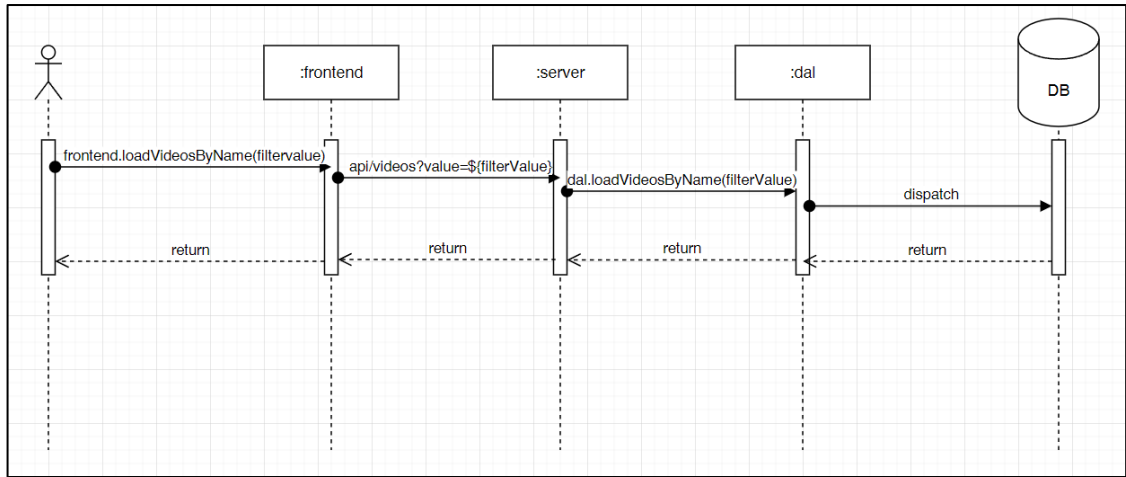 :frontend
:server
:dal
DB
frontend.loadVideosByName(filtervalue)
api/videos?value=${filterValue}
dal.loadVideosByName(filterValue)
dispatch
return
return
return
return